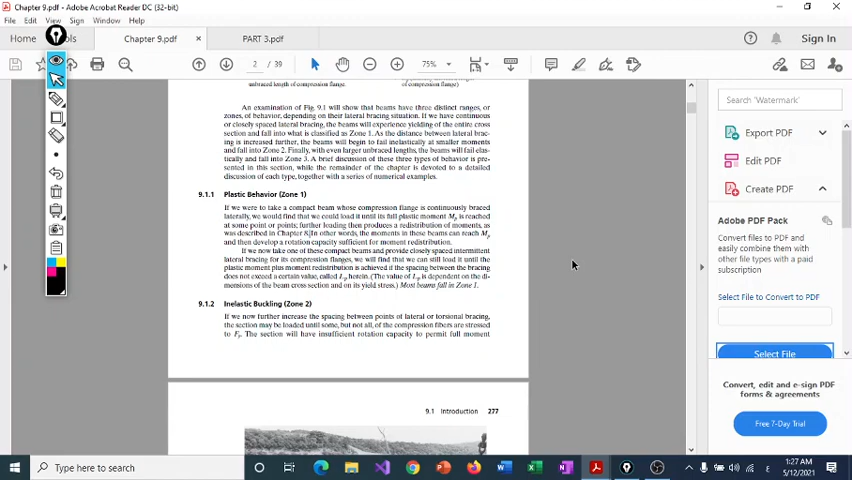 Chapter 9.pdf - Adobe Acrobat Reader DC (32-bit)
File Edit View Sign Window Help
Home Tools Chapter 9.pdf × PART 3.pdf Sign In
2 / 39 75%
unbraced length of compression flange) of compression flange)
An examination of Fig. 9.1 will show that beams have three distinct ranges, or
zones, of behavior, depending on their lateral bracing situation. If we have continuous
or closely spaced lateral bracing, the beams will experience yielding of the entire cross
section and fall into what is classified as Zone 1. As the distance between lateral brac-
ing is increased further, the beams will begin to fail inelastically at smaller moments
and fall into Zone 2. Finally, with even larger unbraced lengths, the beams will fail elas-
tically and fall into Zone 3. A brief discussion of these three types of behavior is pre-
sented in this section, while the remainder of the chapter is devoted to a detailed
discussion of each type, together with a series of numerical examples.
9.1.1 Plastic Behavior (Zone 1)
If we were to take a compact beam whose compression flange is continuously braced
laterally, we would find that we could load it until its full plastic moment Mp is reached
at some point or points; further loading then produces a redistribution of moments, as
was described in Chapter 8. In other words, the moments in these beams can reach Mp
and then develop a rotation capacity sufficient for moment redistribution.
If we now take one of these compact beams and provide closely spaced intermittent
lateral bracing for its compression flanges, we will find that we can still load it until the
plastic moment plus moment redistribution is achieved if the spacing between the bracing
does not exceed a certain value, called Lp herein. (The value of Lp is dependent on the di-
mensions of the beam cross section and on its yield stress.) Most beams fall in Zone 1.
9.1.2 Inelastic Buckling (Zone 2)
If we now further increase the spacing between points of lateral or torsional bracing,
the section may be loaded until some, but not all, of the compression fibers are stressed
to Fy. The section will have insufficient rotation capacity to permit full moment
9.1 Introduction 277
Search 'Watermark'
Export PDF
Edit PDF
Create PDF
Adobe PDF Pack
Convert files to PDF and
easily combine them with
other file types with a paid
subscription
Select File to Convert to PDF
Select File
Convert, edit and e-sign PDF
forms & agreements
Free 7-Day Trial
Type here to search
1:27 AM
5/12/2021